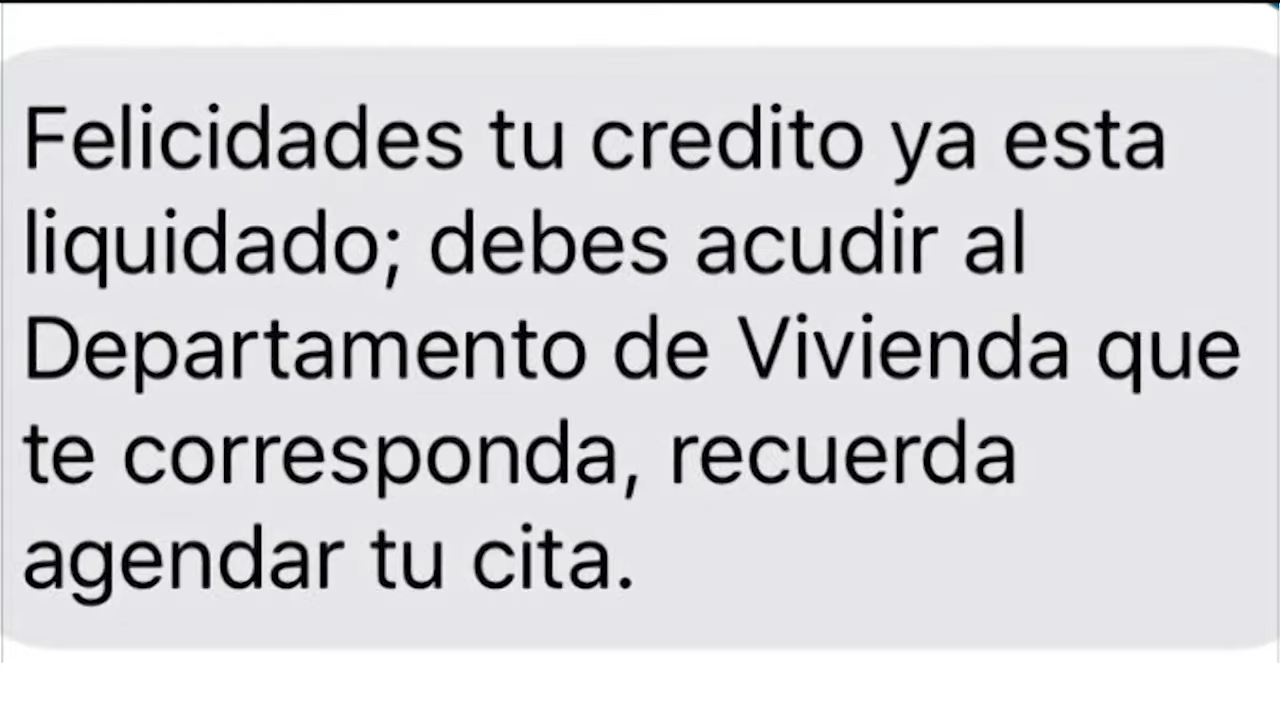 Felicidades tu credito ya esta
liquidado; debes acudir al
Departamento de Vivienda que
te corresponda, recuerda
agendar tu cita.